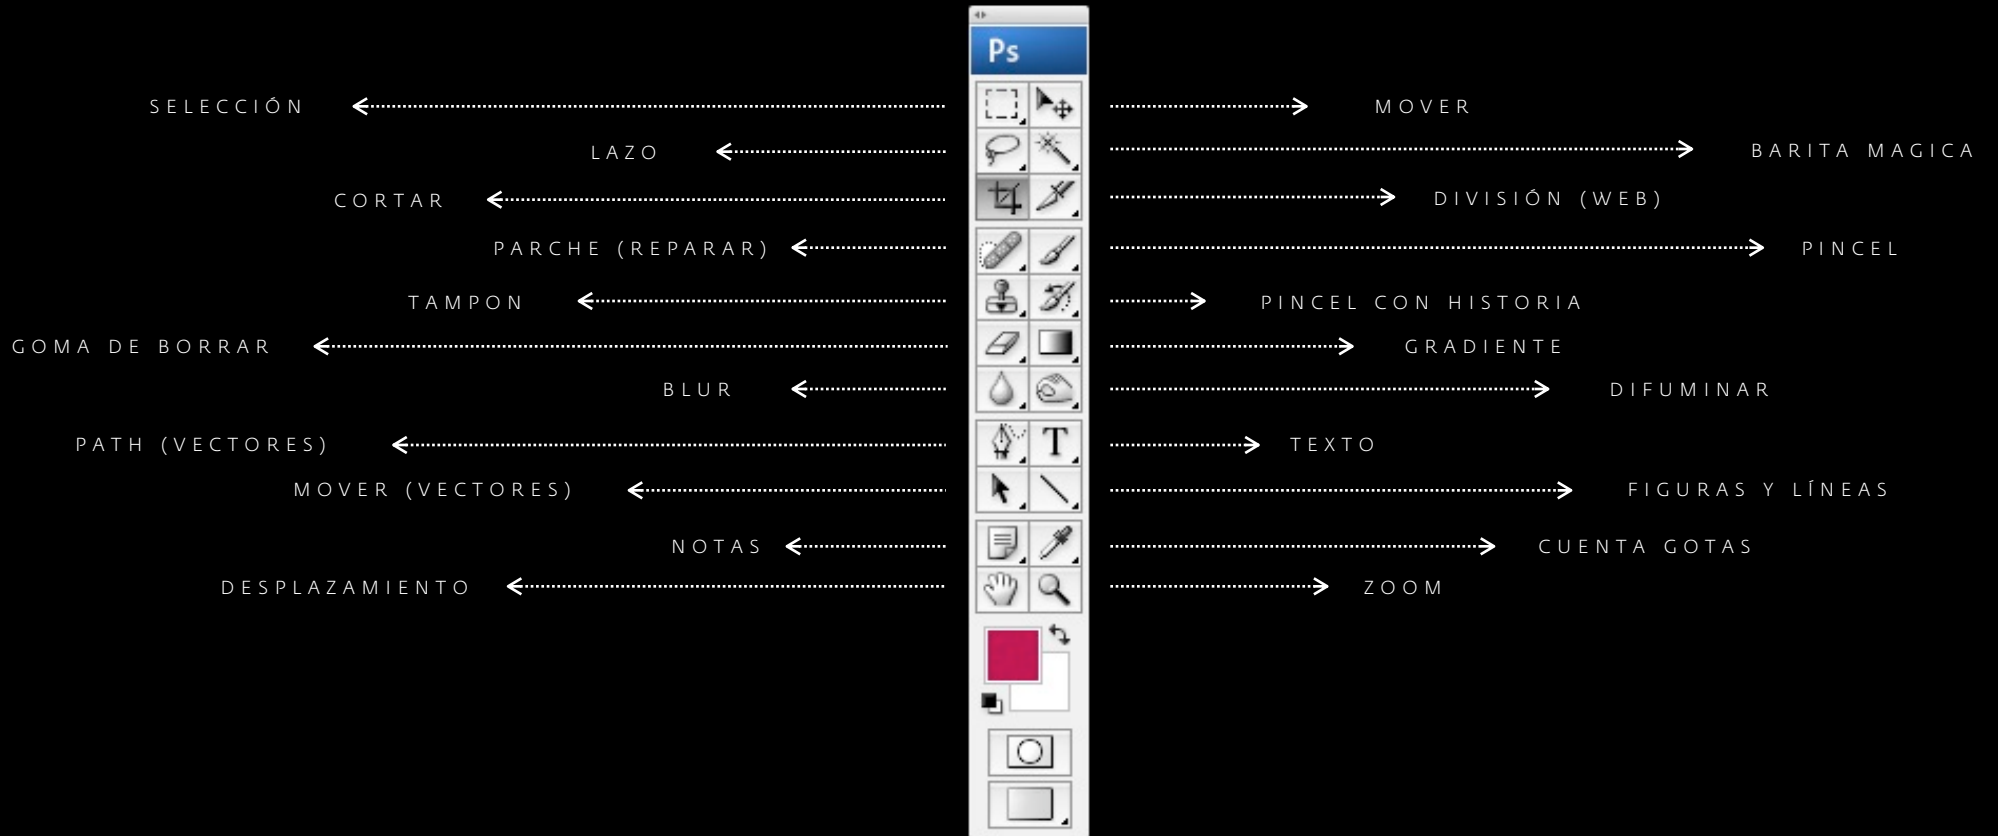 Ps
SELECCIÓN
MOVER
LAZO
BARITA MAGICA
CORTAR
DIVISIÓN (WEB)
PARCHE (REPARAR)
PINCEL
TAMPON
PINCEL CON HISTORIA
GOMA DE BORRAR
GRADIENTE
BLUR
DIFUMINAR
PATH (VECTORES)
T
TEXTO
MOVER (VECTORES)
FIGURAS Y LÍNEAS
NOTAS
CUENTA GOTAS
DESPLAZAMIENTO
ZOOM